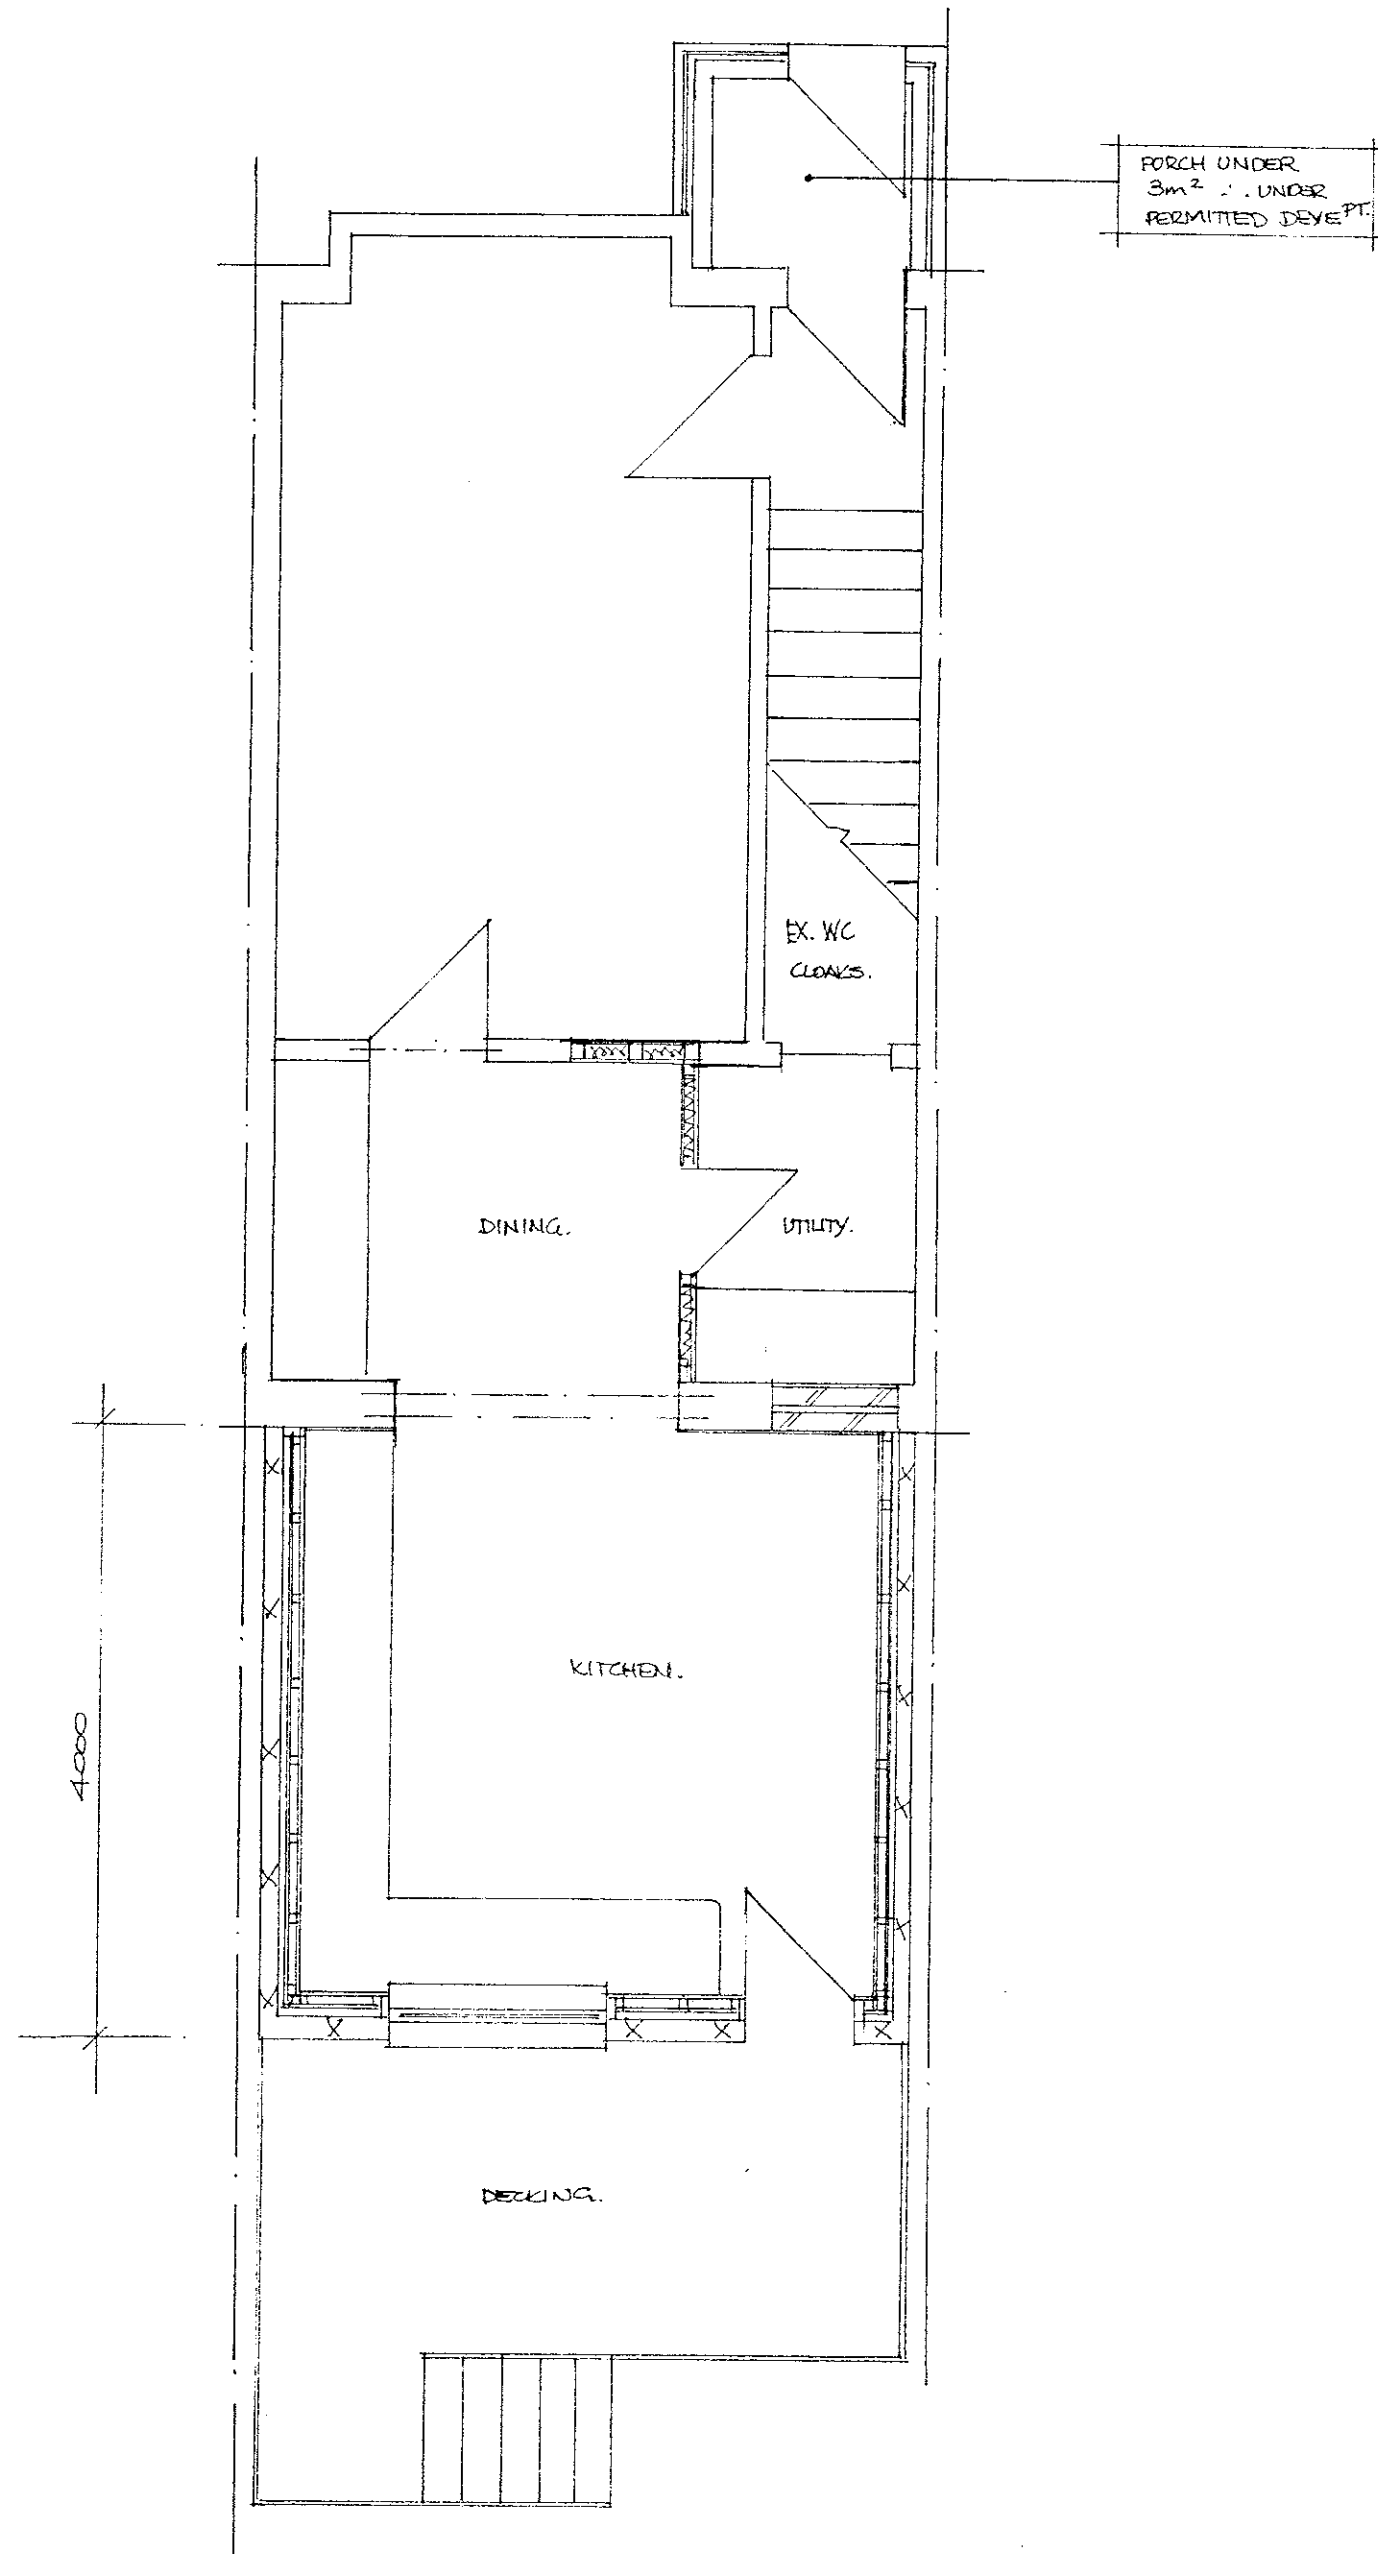 PORCH UNDER
3m² ∴ UNDER
PERMITTED DEVEPT.
EX. WC
CLOAKS.
DINING.
UTILITY.
KITCHEN.
4000
DECKING.